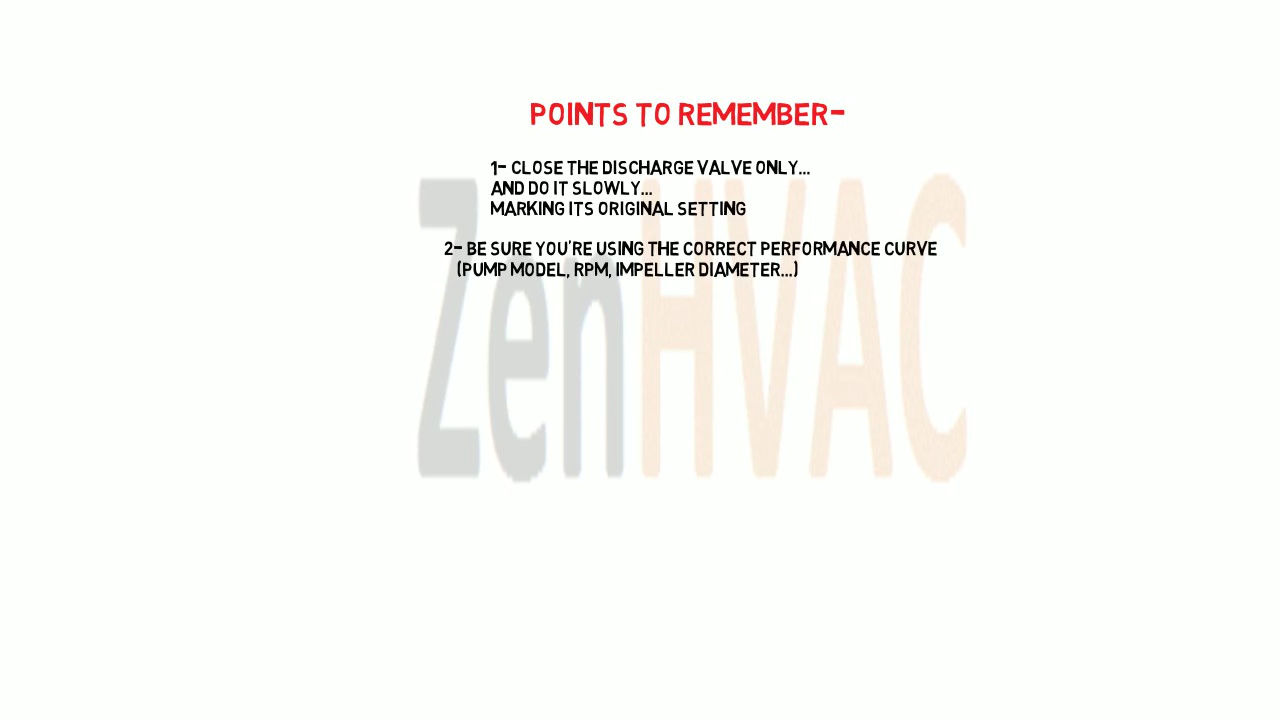 POINTS TO REMEMBER-
1- CLOSE THE DISCHARGE VALVE ONLY...
AND DO IT SLOWLY...
MARKING ITS ORIGINAL SETTING
2- BE SURE YOU'RE USING THE CORRECT PERFORMANCE CURVE
(PUMP MODEL, RPM, IMPELLER DIAMETER...)
ZenHVAC